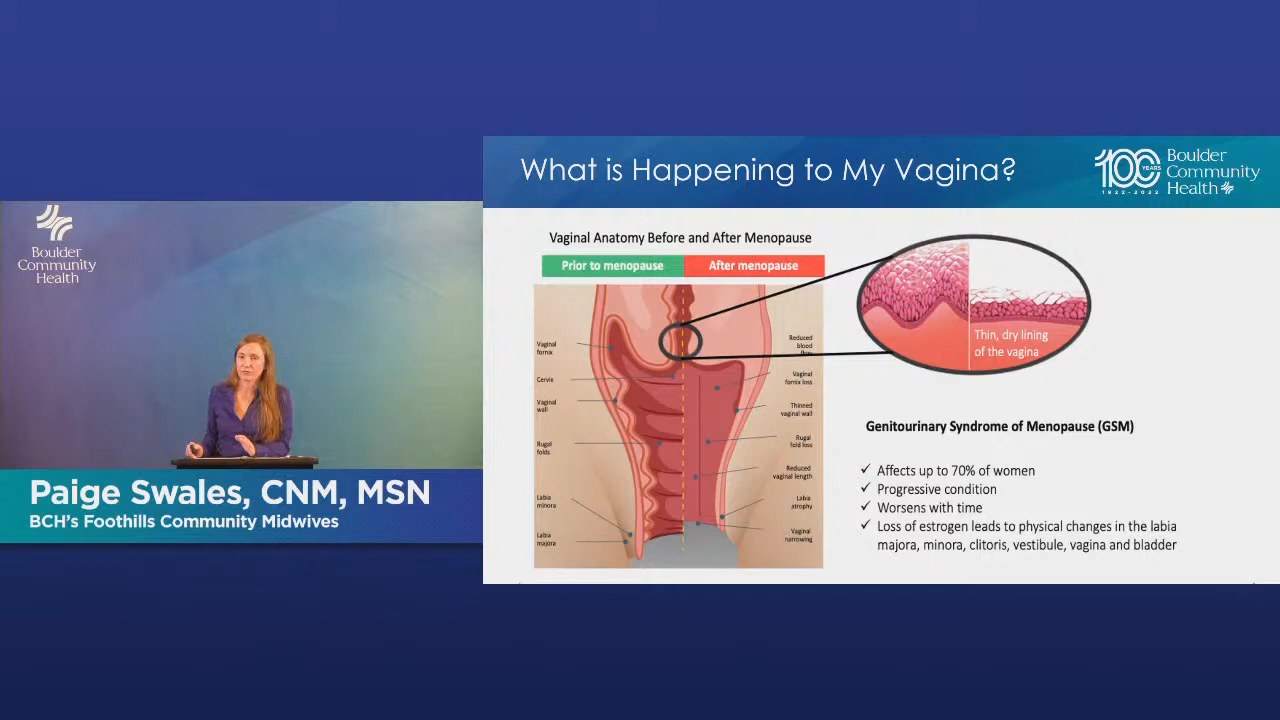 Boulder
Community
Health
Paige Swales, CNM, MSN
BCH's Foothills Community Midwives
What is Happening to My Vagina?
100
YEARS
1922-2022
Boulder
Community
Health
Vaginal Anatomy Before and After Menopause
Prior to menopause
After menopause
Vaginal
fornix
Cervix
Vaginal
wall
Rugal
folds
Labia
minora
Labia
majora
Reduced
blood
flow
Vaginal
fornix loss
Thinned
vaginal wall
Rugal
fold loss
Reduced
vaginal length
Labia
atrophy
Vaginal
narrowing
Thin, dry lining
of the vagina
Genitourinary Syndrome of Menopause (GSM)
✓ Affects up to 70% of women
✓ Progressive condition
✓ Worsens with time
✓ Loss of estrogen leads to physical changes in the labia
majora, minora, clitoris, vestibule, vagina and bladder